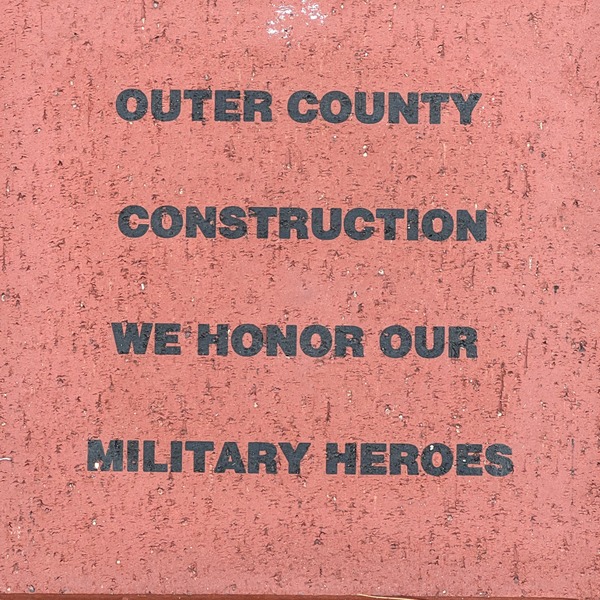 OUTER COUNTY
CONSTRUCTION
WE HONOR OUR
MILITARY HEROES